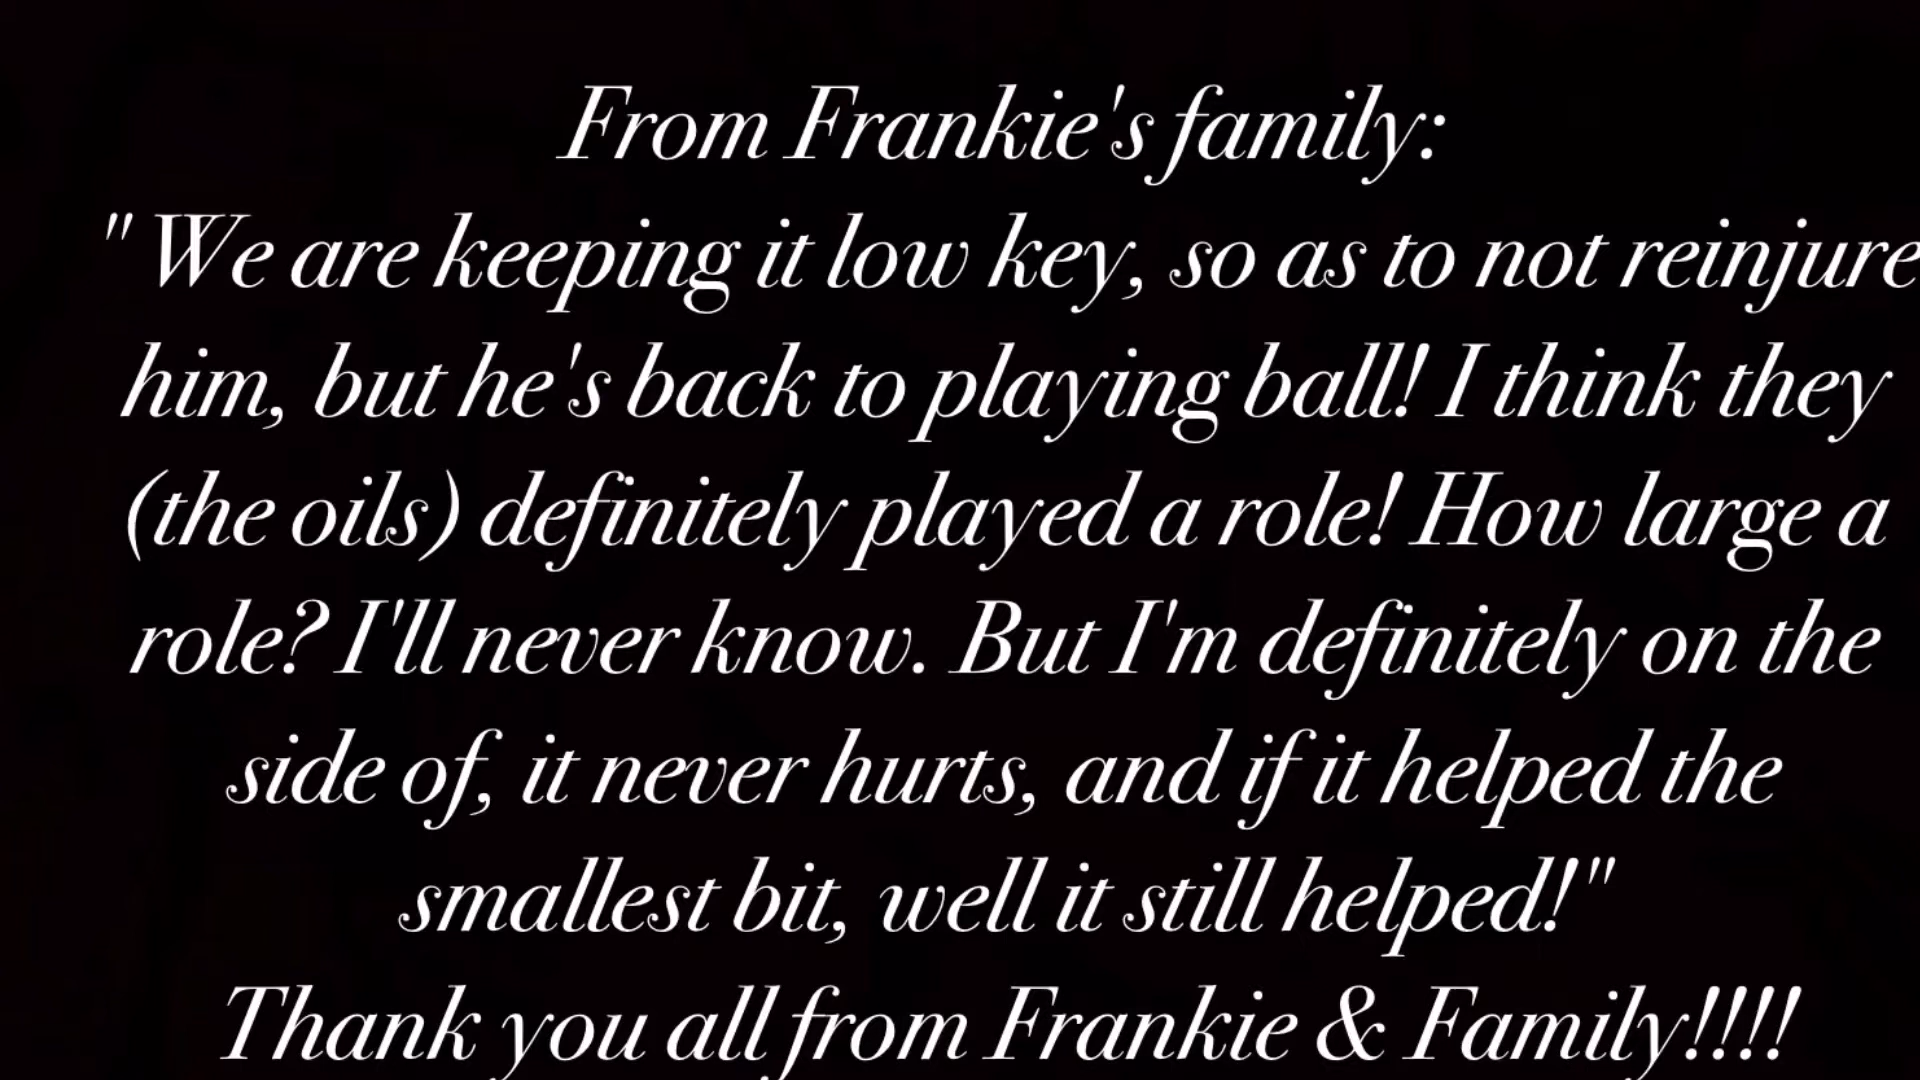 From Frankie's family:
" We are keeping it low key, so as to not reinjure
him, but he's back to playing ball! I think they
(the oils) definitely played a role! How large a
role? I'll never know. But I'm definitely on the
side of, it never hurts, and if it helped the
smallest bit, well it still helped!"
Thank you all from Frankie & Family!!!!